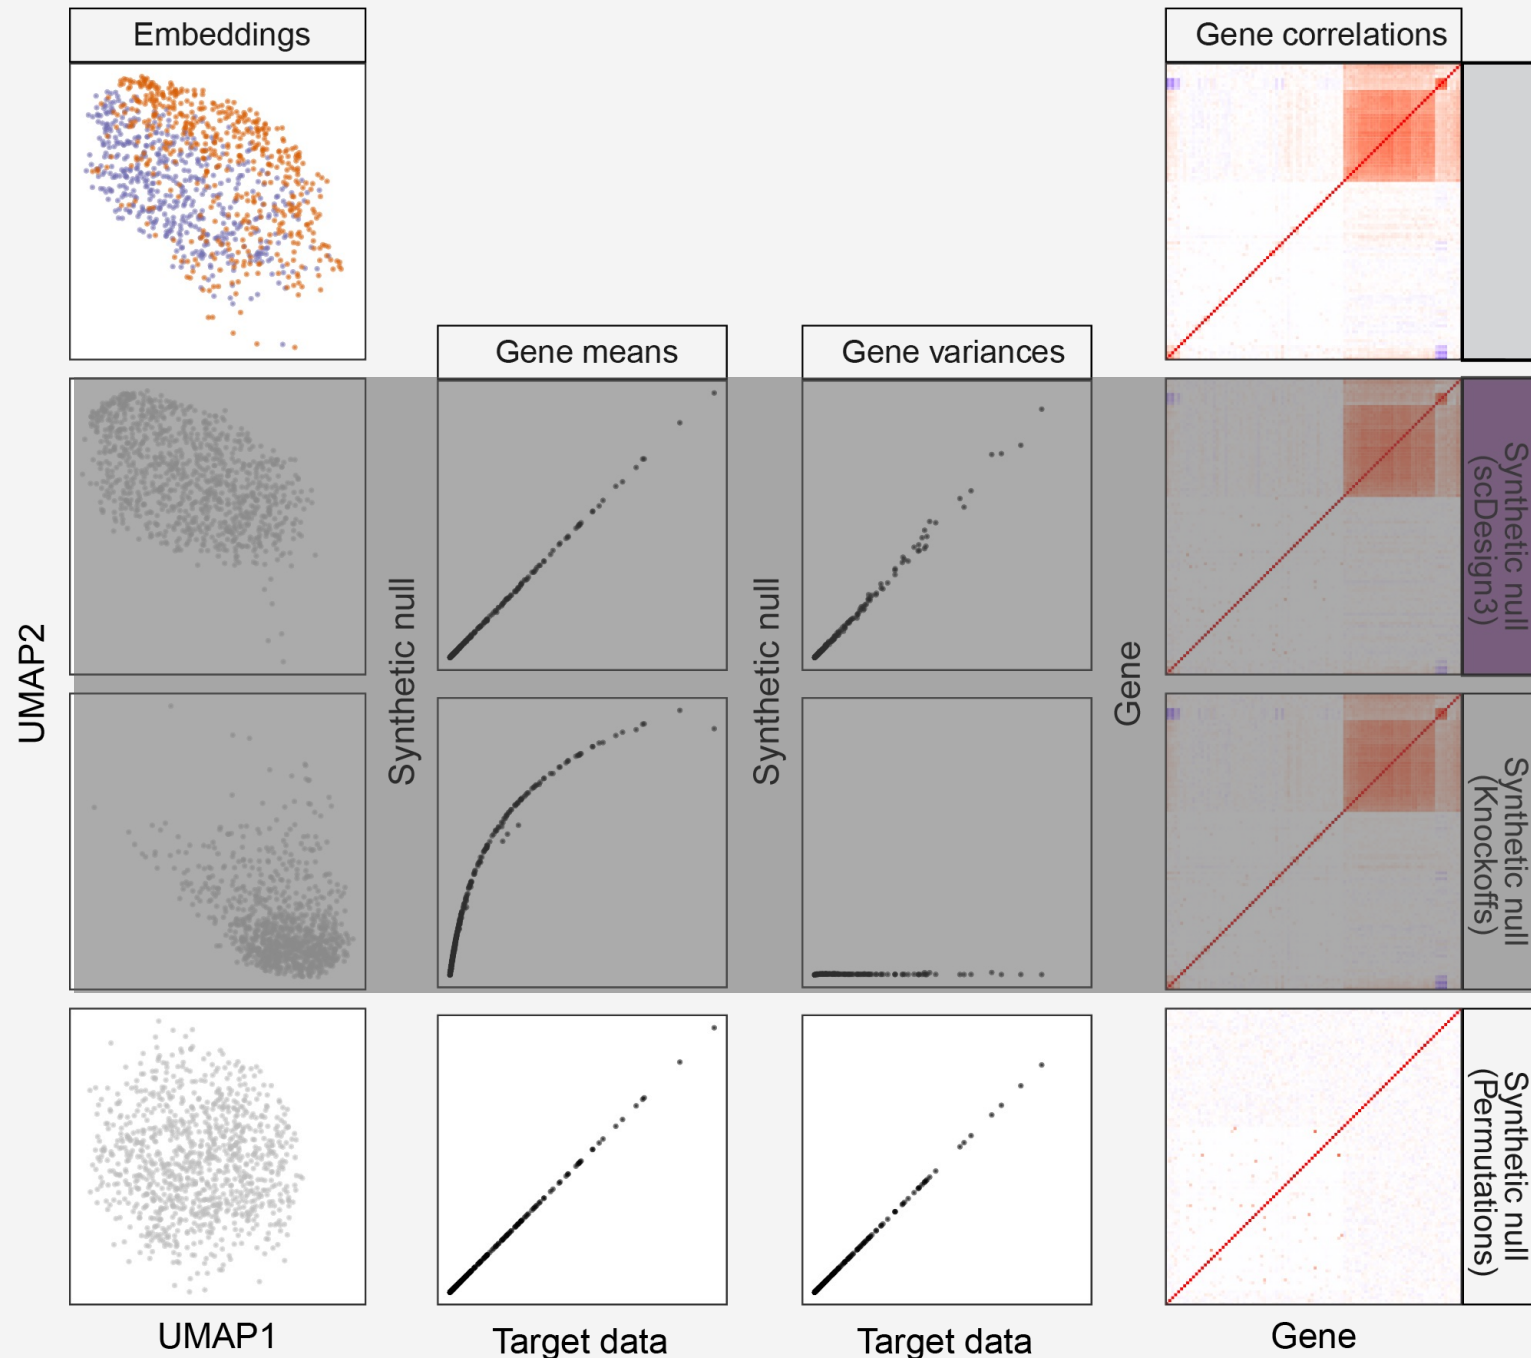 Embeddings
Gene correlations
Gene means
Gene variances
UMAP2
Synthetic null
Synthetic null
Gene
Synthetic null
(scDesign3)
Synthetic null
(Knockoffs)
Synthetic null
(Permutations)
UMAP1
Target data
Target data
Gene